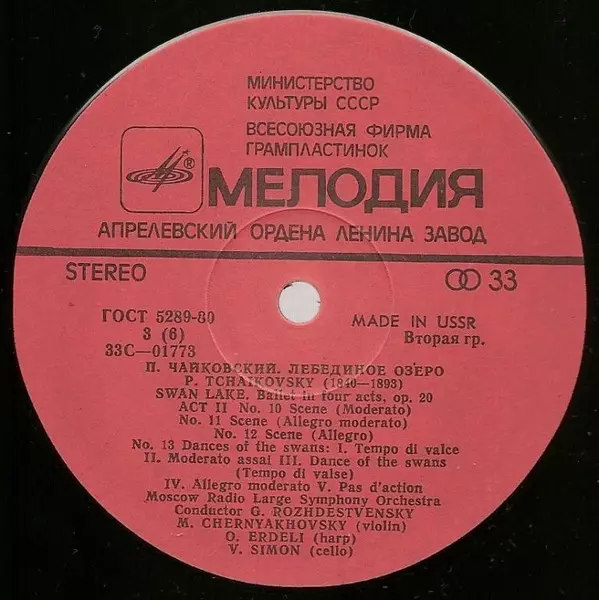 МИНИСТЕРСТВО
КУЛЬТУРЫ СССР
ВСЕСОЮЗНАЯ ФИРМА
ГРАМПЛАСТИНОК
®
МЕЛОДИЯ
АПРЕЛЕВСКИЙ ОРДЕНА ЛЕНИНА ЗАВОД
STEREO
33
ГОСТ 5289-80
3 (6)
33С—01773
MADE IN USSR
Вторая гр.
П. ЧАЙКОВСКИЙ. ЛЕБЕДИНОЕ ОЗЕРО
P. TCHAIKOVSKY (1840—1893)
SWAN LAKE. Ballet in four acts, op. 20
ACT II No. 10 Scene (Moderato)
No. 11 Scene (Allegro moderato)
No. 12 Scene (Allegro)
No. 13 Dances of the swans: I. Tempo di valce
II. Moderato assai III. Dance of the swans
(Tempo di valse)
IV. Allegro moderato V. Pas d'action
Moscow Radio Large Symphony Orchestra
Conductor G. ROZHDESTVENSKY
M. CHERNYAKHOVSKY (violin)
O. ERDELI (harp)
V. SIMON (cello)